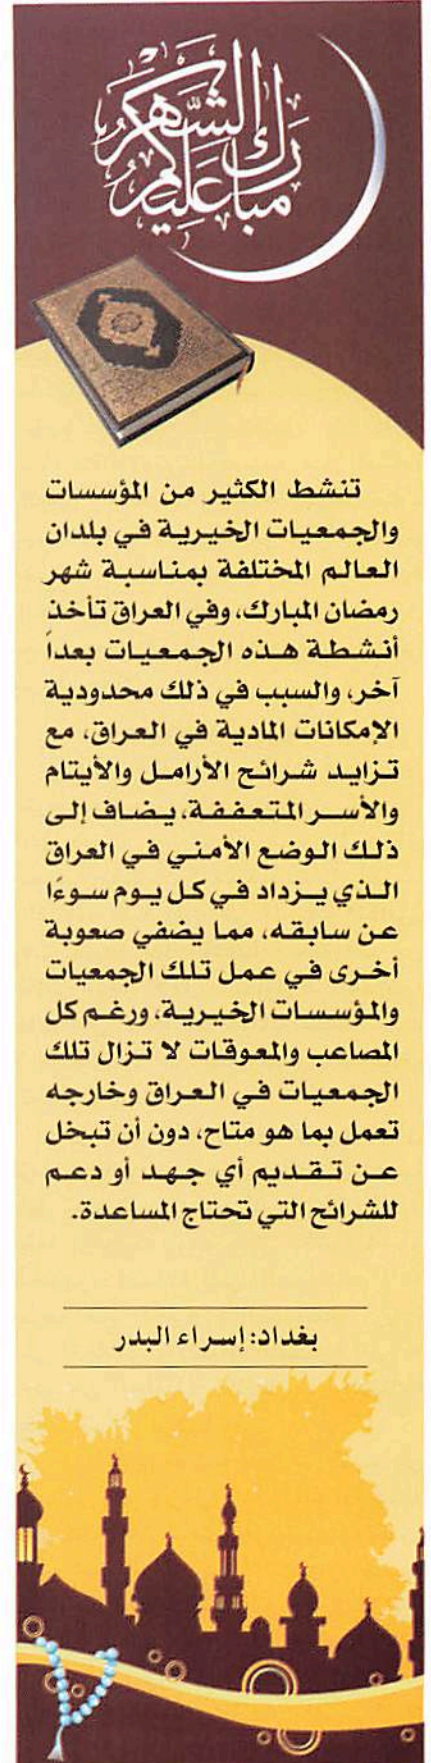 مبارك عليكم الشهر
تنشط الكثير من المؤسسات
والجمعيات الخيرية في بلدان
العالم المختلفة بمناسبة شهر
رمضان المبارك، وفي العراق تأخذ
أنشطة هذه الجمعيات بعداً
آخر، والسبب في ذلك محدودية
الإمكانات المادية في العراق، مع
تزايد شرائح الأرامل والأيتام
والأسر المتعففة، يضاف إلى
ذلك الوضع الأمني في العراق
الذي يزداد في كل يوم سوءًا
عن سابقه، مما يضفي صعوبة
أخرى في عمل تلك الجمعيات
والمؤسسات الخيرية، ورغم كل
المصاعب والمعوقات لا تزال تلك
الجمعيات في العراق وخارجه
تعمل بما هو متاح، دون أن تبخل
عن تقديم أي جهد أو دعم
للشرائح التي تحتاج المساعدة.
بغداد: إسراء البدر